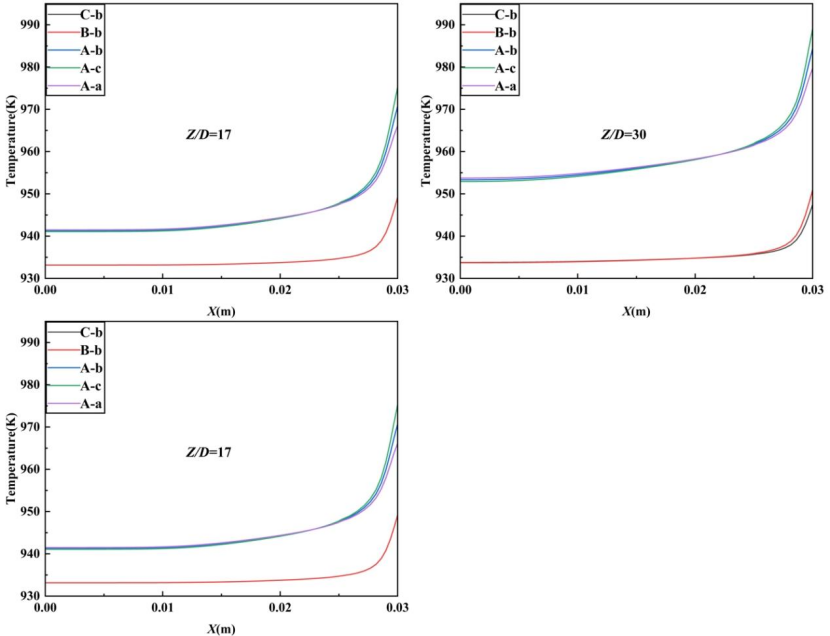 990
980
970
960
950
940
930
Temperature(K)
C-b
B-b
A-b
A-c
A-a
Z/D=17
0.00 0.01 0.02 0.03
X(m)
990
980
970
960
950
940
930
Temperature(K)
C-b
B-b
A-b
A-c
A-a
Z/D=30
0.00 0.01 0.02 0.03
X(m)
990
980
970
960
950
940
930
Temperature(K)
C-b
B-b
A-b
A-c
A-a
Z/D=17
0.00 0.01 0.02 0.03
X(m)